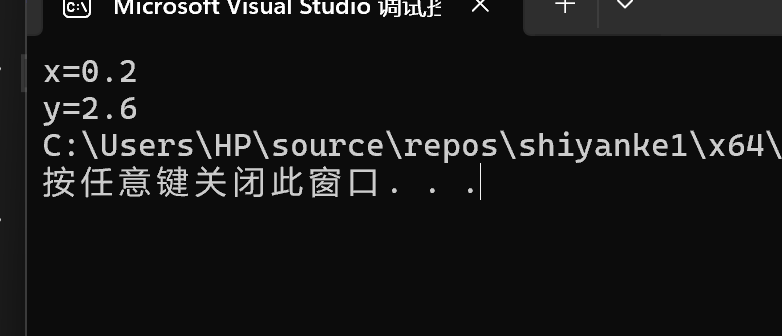 Microsoft Visual Studio 调试
x=0.2
y=2.6
C:\Users\HP\source\repos\shiyanke1\x64\
按任意键关闭此窗口. . .